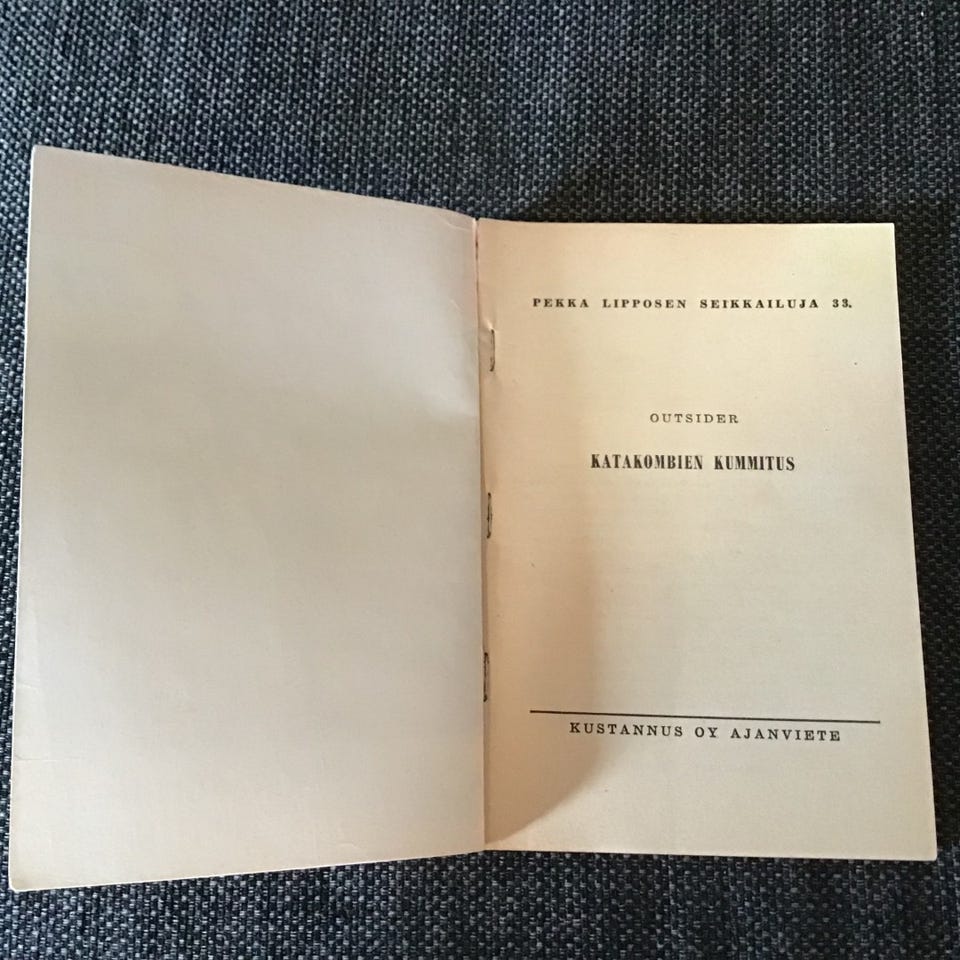 PEKKA LIPPOSEN SEIKKAILUJA 33.
OUTSIDER
KATAKOMBIEN KUMMITUS
KUSTANNUS OY AJANVIETE